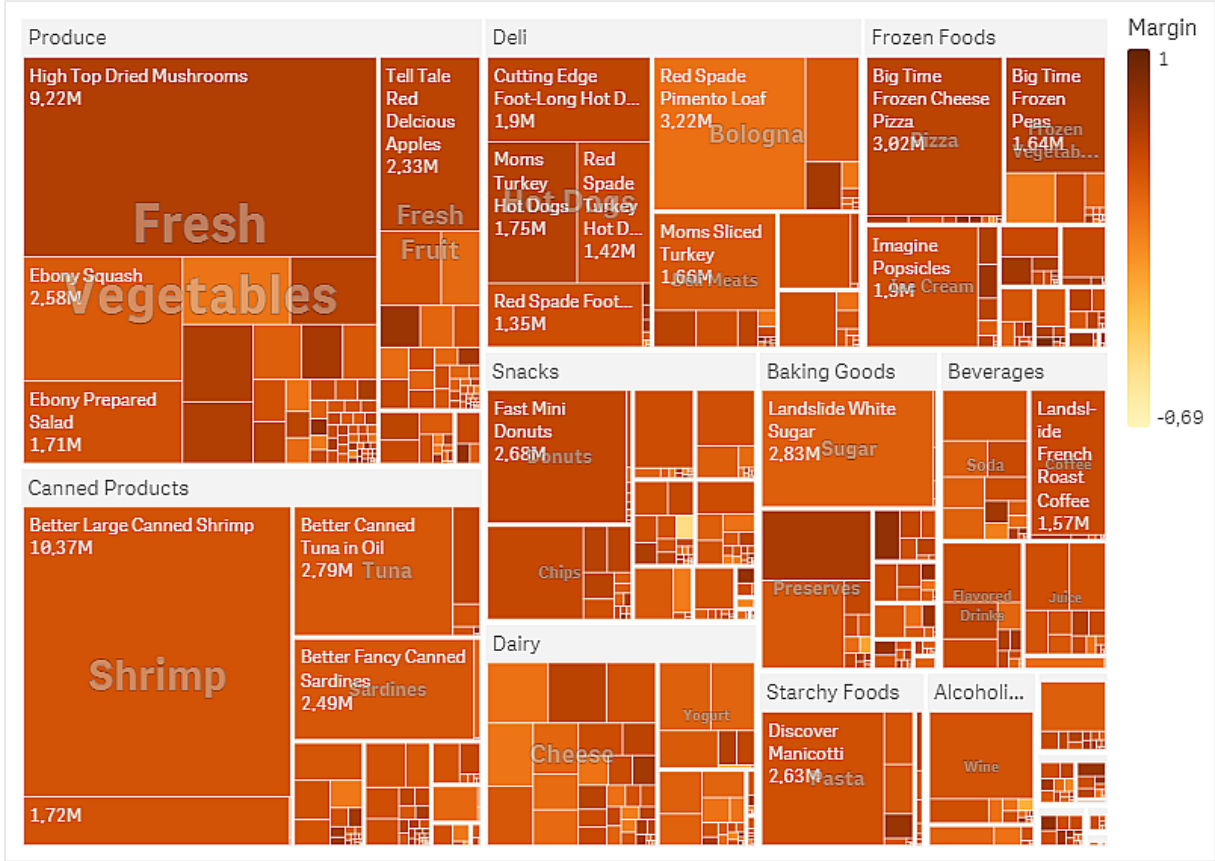 Produce
High Top Dried Mushrooms
9,22M
Fresh
Vegetables
Ebony Squash
2,58M
Ebony Prepared
Salad
1,71M
Tell Tale
Red
Delcious
Apples
2,33M
Fresh
Fruit
Canned Products
Better Large Canned Shrimp
10,37M
Shrimp
1,72M
Better Canned
Tuna in Oil
2,79M
Tuna
Better Fancy Canned
Sardines
2,49M
Sardines
Deli
Cutting Edge
Foot-Long Hot D...
1,9M
Moms
Turkey
Hot Dogs
1,75M
Red
Spade
Turkey
Hot D...
1,42M
Hot Dogs
Red Spade Foot...
1,35M
Red Spade
Pimento Loaf
3,22M
Bologna
Moms Sliced
Turkey
1,66M
Deli Meats
Frozen Foods
Big Time
Frozen Cheese
Pizza
3,02M
Pizza
Big Time
Frozen
Peas
1,64M
Frozen
Vegetab...
Imagine
Popsicles
1,9M
Ice Cream
Snacks
Fast Mini
Donuts
2,68M
Donuts
Chips
Dairy
Cheese
Yogurt
Baking Goods
Landslide White
Sugar
2,83M
Sugar
Preserves
Beverages
Soda
Landsl-
ide
French
Roast
Coffee
1,57M
Coffee
Flavored
Drinks
Juice
Starchy Foods
Discover
Manicotti
2,63M
Pasta
Alcoholi...
Wine
Margin
1
-0,69